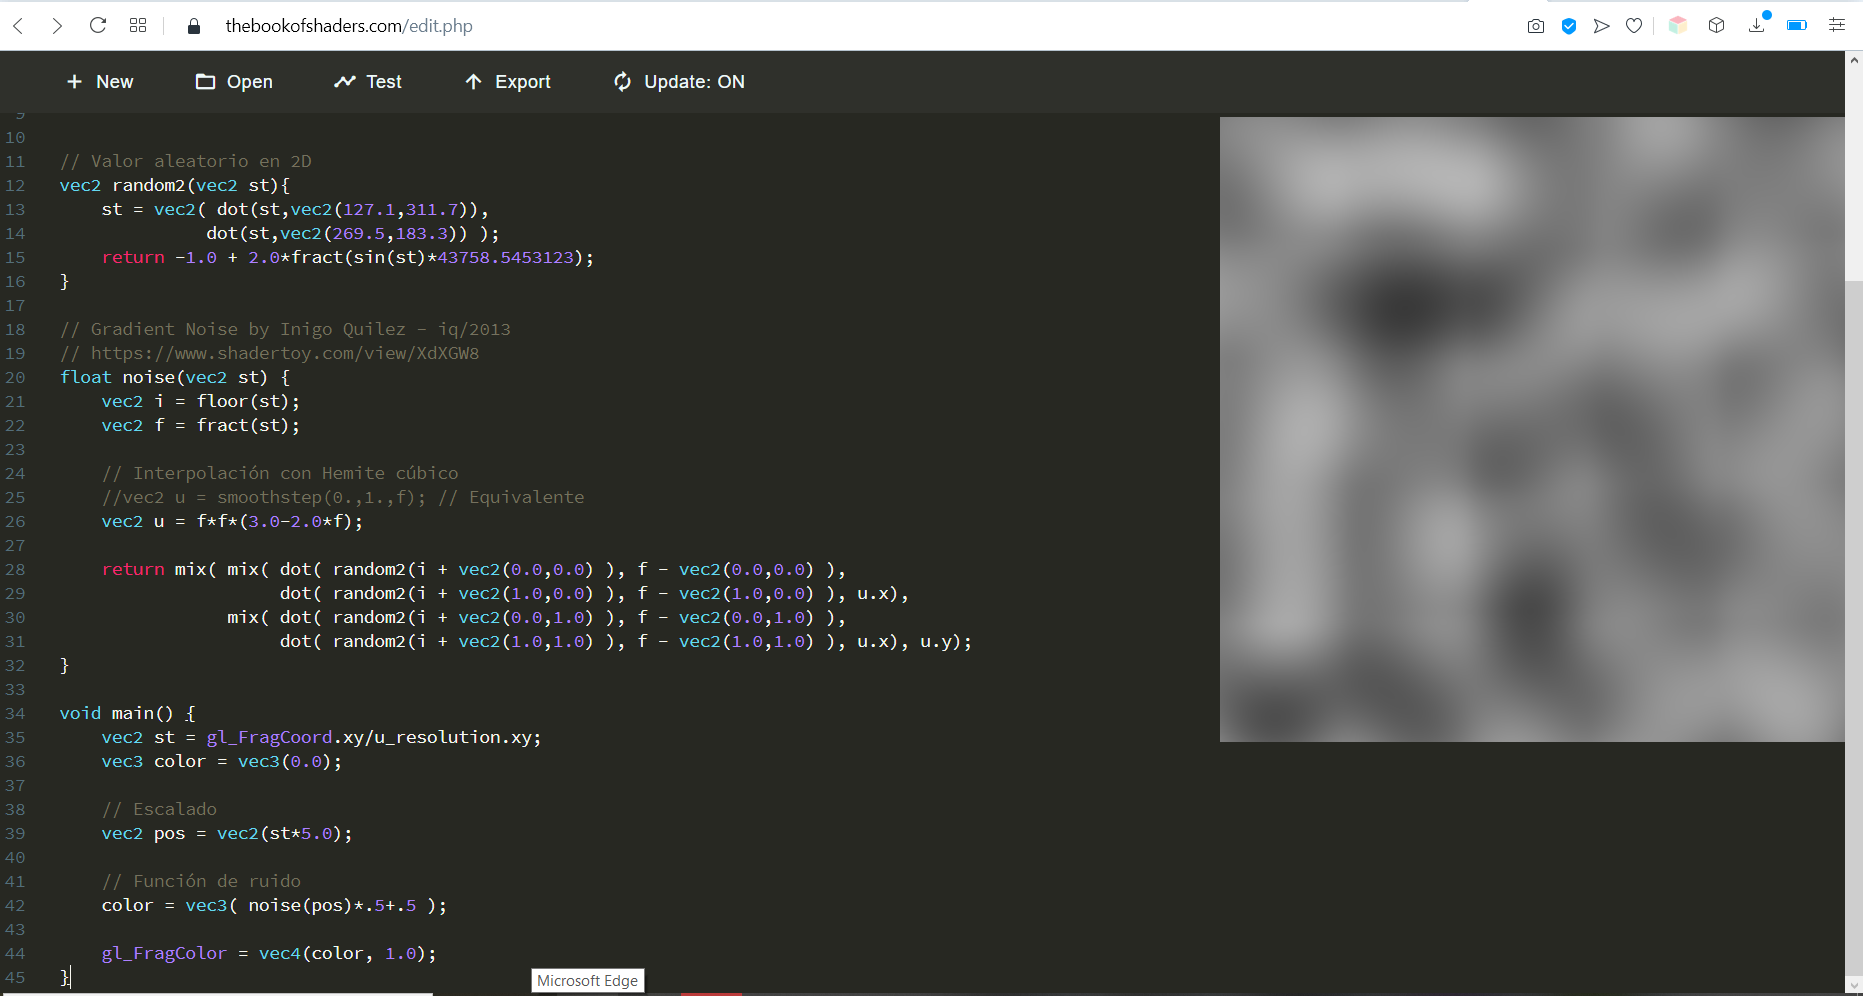 thebookofshaders.com/edit.php
New Open Test Export Update: ON
9
10
11 // Valor aleatorio en 2D
12 vec2 random2(vec2 st){
13 st = vec2( dot(st,vec2(127.1,311.7)),
14 dot(st,vec2(269.5,183.3)) );
15 return -1.0 + 2.0*fract(sin(st)*43758.5453123);
16 }
17
18 // Gradient Noise by Inigo Quilez - iq/2013
19 // https://www.shadertoy.com/view/XdXGW8
20 float noise(vec2 st) {
21 vec2 i = floor(st);
22 vec2 f = fract(st);
23
24 // Interpolación con Hemite cúbico
25 //vec2 u = smoothstep(0.,1.,f); // Equivalente
26 vec2 u = f*f*(3.0-2.0*f);
27
28 return mix( mix( dot( random2(i + vec2(0.0,0.0) ), f - vec2(0.0,0.0) ),
29 dot( random2(i + vec2(1.0,0.0) ), f - vec2(1.0,0.0) ), u.x),
30 mix( dot( random2(i + vec2(0.0,1.0) ), f - vec2(0.0,1.0) ),
31 dot( random2(i + vec2(1.0,1.0) ), f - vec2(1.0,1.0) ), u.x), u.y);
32 }
33
34 void main() {
35 vec2 st = gl_FragCoord.xy/u_resolution.xy;
36 vec3 color = vec3(0.0);
37
38 // Escalado
39 vec2 pos = vec2(st*5.0);
40
41 // Función de ruido
42 color = vec3( noise(pos)*.5+.5 );
43
44 gl_FragColor = vec4(color, 1.0);
45 }
Microsoft Edge